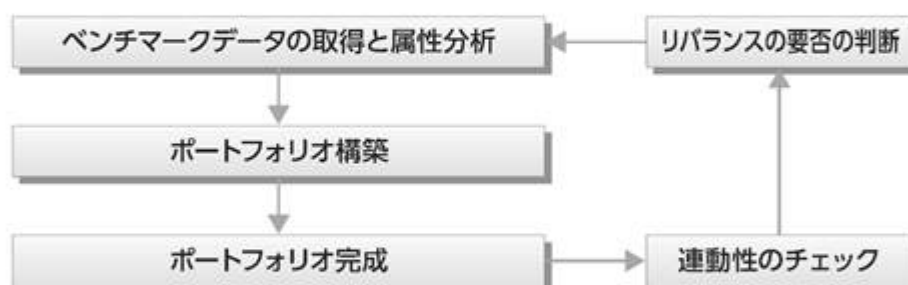 ベンチマークデータの取得と属性分析
リバランスの要否の判断
ポートフォリオ構築
ポートフォリオ完成
連動性のチェック